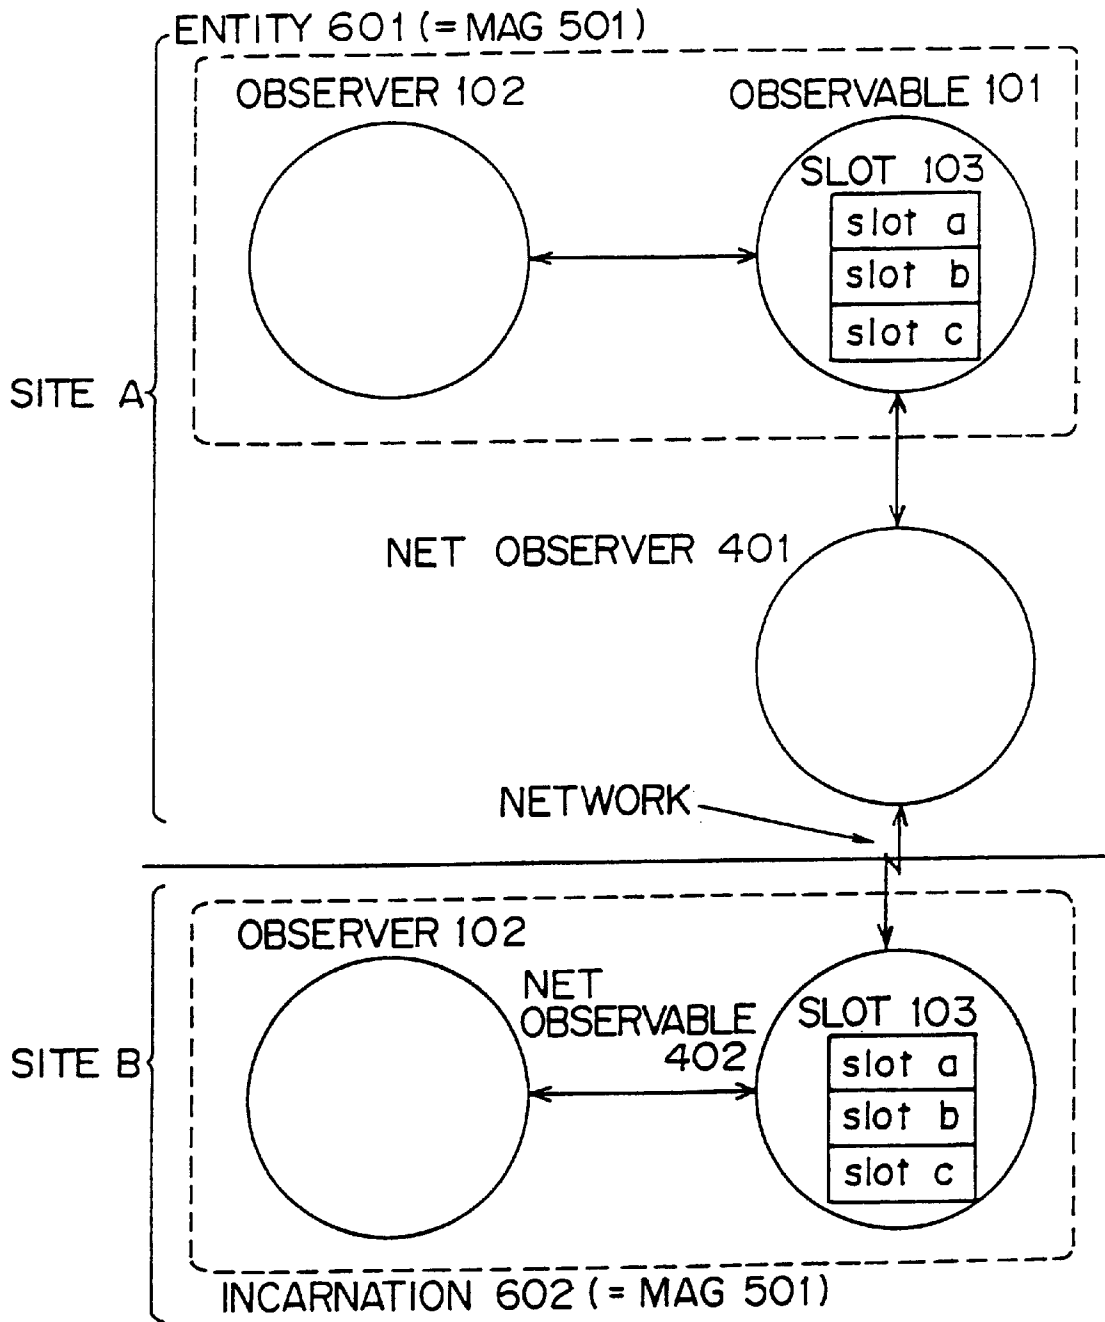 ENTITY 601 (= MAG 501)
OBSERVER 102
OBSERVABLE 101
SLOT 103
slot a
slot b
slot c
SITE A
NET OBSERVER 401
NETWORK
OBSERVER 102
NET
OBSERVABLE
402
SLOT 103
slot a
slot b
slot c
SITE B
INCARNATION 602 (= MAG 501)